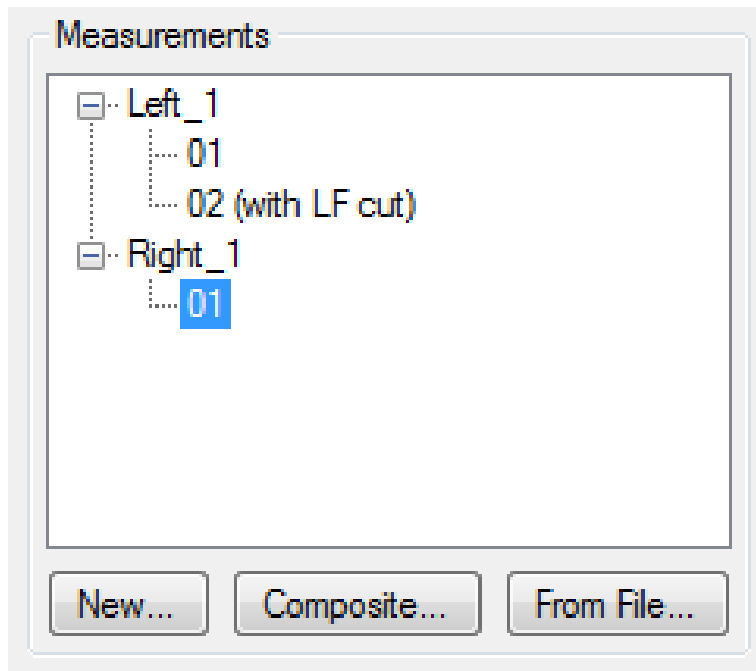 Measurements
Left_1
01
02 (with LF cut)
Right_1
01
New... Composite... From File...